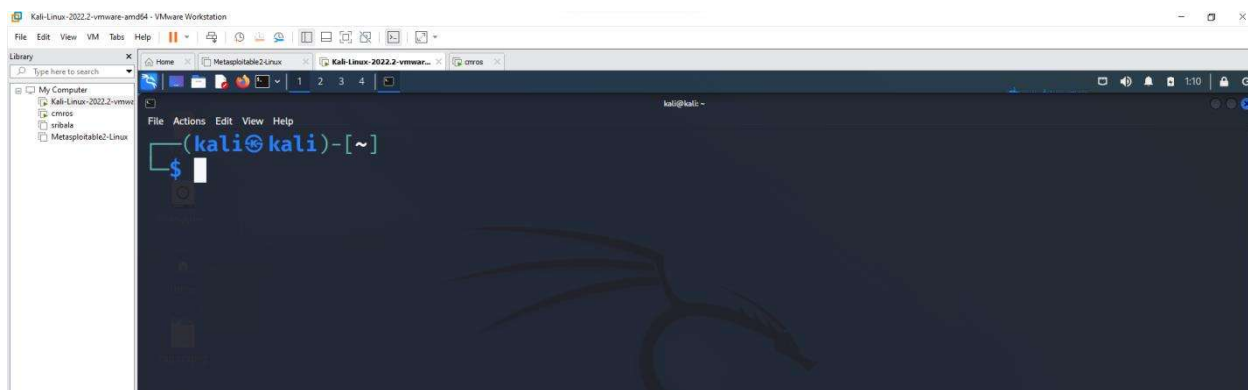 Kali-Linux-2022.2-vmware-amd64 - VMware Workstation
File Edit View VM Tabs Help
Library
Type here to search
My Computer
Kali-Linux-2022.2-vmwa
cmros
sribala
Metasploitable2-Linux
Home
Metasploitable2-Linux
Kali-Linux-2022.2-vmwar...
cmros
1 2 3 4
1:10
kali@kali: ~
File Actions Edit View Help
(kali㉿kali)-[~]
$